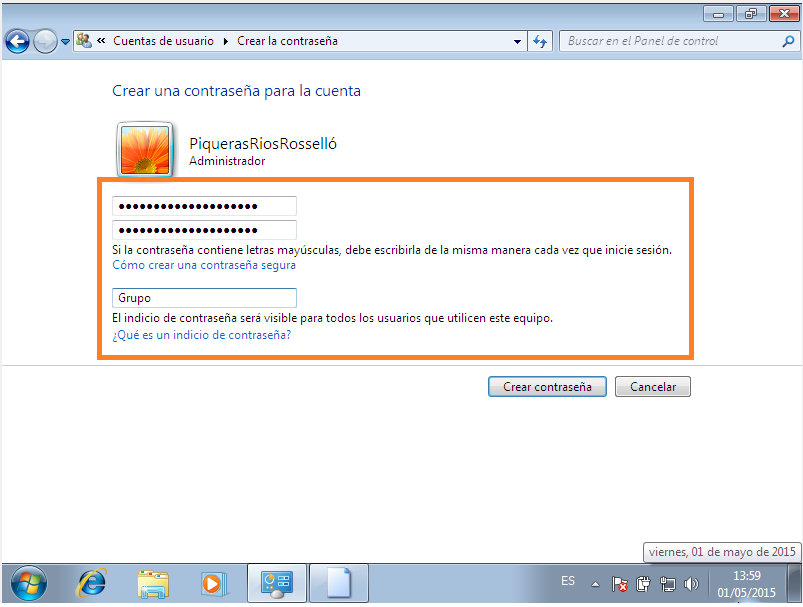 « Cuentas de usuario Crear la contraseña
Buscar en el Panel de control
Crear una contraseña para la cuenta
PiquerasRiosRosselló
Administrador
●●●●●●●●●●●●●●●●●●●●
●●●●●●●●●●●●●●●●●●●●
Si la contraseña contiene letras mayúsculas, debe escribirla de la misma manera cada vez que inicie sesión.
Cómo crear una contraseña segura
Grupo
El indicio de contraseña será visible para todos los usuarios que utilicen este equipo.
¿Qué es un indicio de contraseña?
Crear contraseña Cancelar
viernes, 01 de mayo de 2015
ES
13:59
01/05/2015